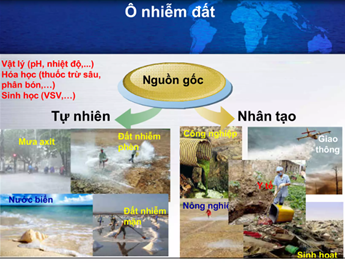 Ô nhiễm đất
Vật lý (pH, nhiệt độ,...)
Hóa học (thuốc trừ sâu,
phân bón,...)
Sinh học (VSV,...)
Nguồn gốc
Tự nhiên
Nhân tạo
Mưa axit
Đất nhiễm
phèn
Công nghiệp
Giao
thông
Nước biển
Đất nhiễm
mặn
Nông nghiệp
Y tế
Sinh hoạt